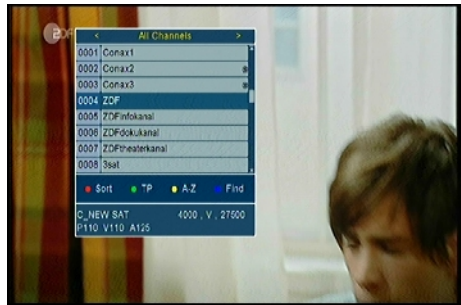 ZDF
< All Channels >
0001 Conax1
0002 Conax2
0003 Conax3
0004 ZDF
0005 ZDFinfokanal
0006 ZDFdokukanal
0007 ZDFtheaterkanal
0008 3sat
Sort TP A-Z Find
C_NEW SAT 4000 , V , 27500
P110 V110 A125